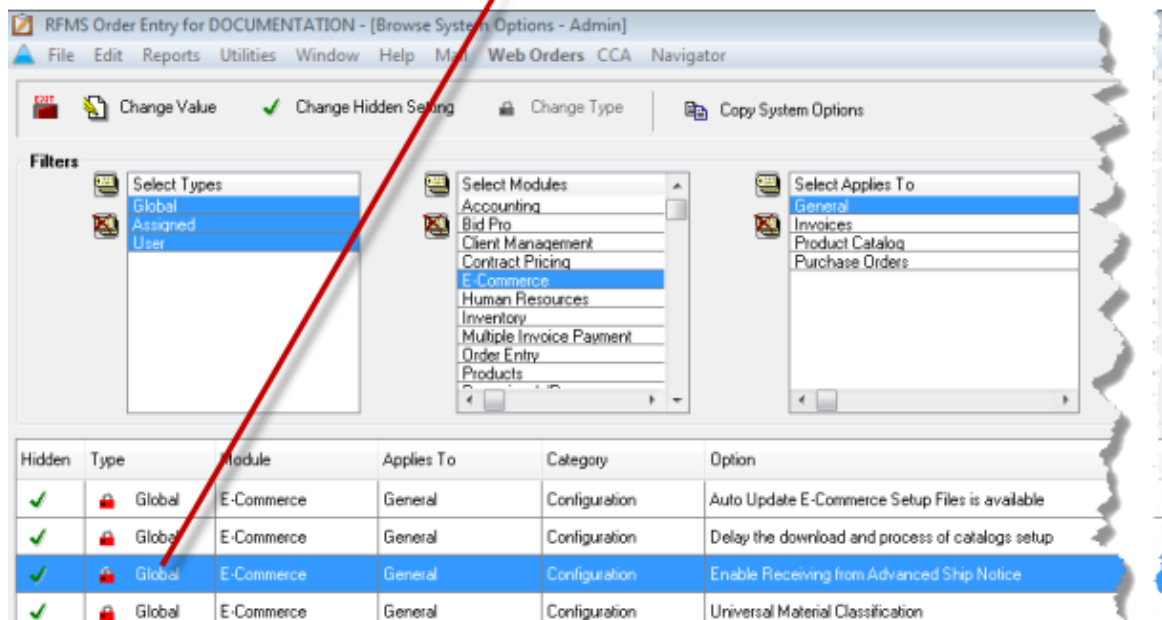 RFMS Order Entry for DOCUMENTATION - [Browse System Options - Admin]
File Edit Reports Utilities Window Help Mail Web Orders CCA Navigator
EXIT Change Value Change Hidden Setting Change Type Copy System Options
Filters
Select Types
Global
Assigned
User
Select Modules
Accounting
Bid Pro
Client Management
Contract Pricing
E-Commerce
Human Resources
Inventory
Multiple Invoice Payment
Order Entry
Products
Select Applies To
General
Invoices
Product Catalog
Purchase Orders
Hidden Type Module Applies To Category Option
Global E-Commerce General Configuration Auto Update E-Commerce Setup Files is available
Global E-Commerce General Configuration Delay the download and process of catalogs setup
Global E-Commerce General Configuration Enable Receiving from Advanced Ship Notice
Global E-Commerce General Configuration Universal Material Classification